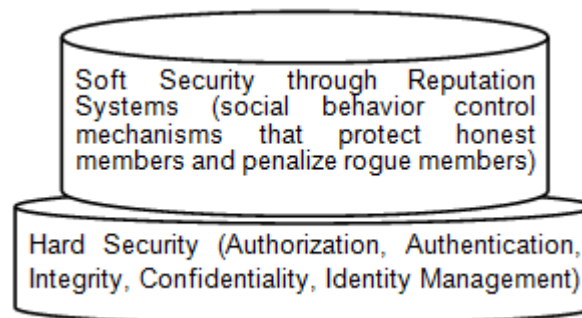 Soft Security through Reputation
Systems (social behavior control
mechanisms that protect honest
members and penalize rogue members)
Hard Security (Authorization, Authentication,
Integrity, Confidentiality, Identity Management)